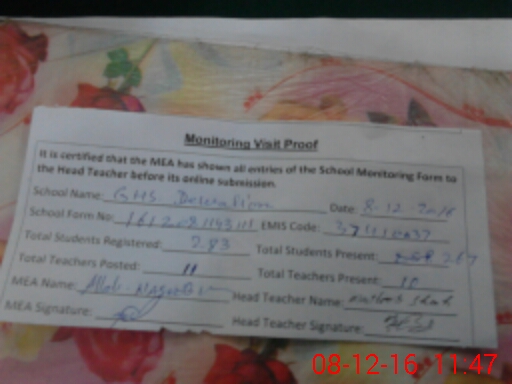 Monitoring Visit Proof
It is certified that the MEA has shown all entries of the School Monitoring Form to
the Head Teacher before its online submission.
School Name: GHS Date: 8-12-2016
School Form No: EMIS Code:
Total Students Registered: 283 Total Students Present: 267
Total Teachers Posted: 11 Total Teachers Present: 10
MEA Name: Head Teacher Name:
MEA Signature: Head Teacher Signature:
08-12-16 11:47